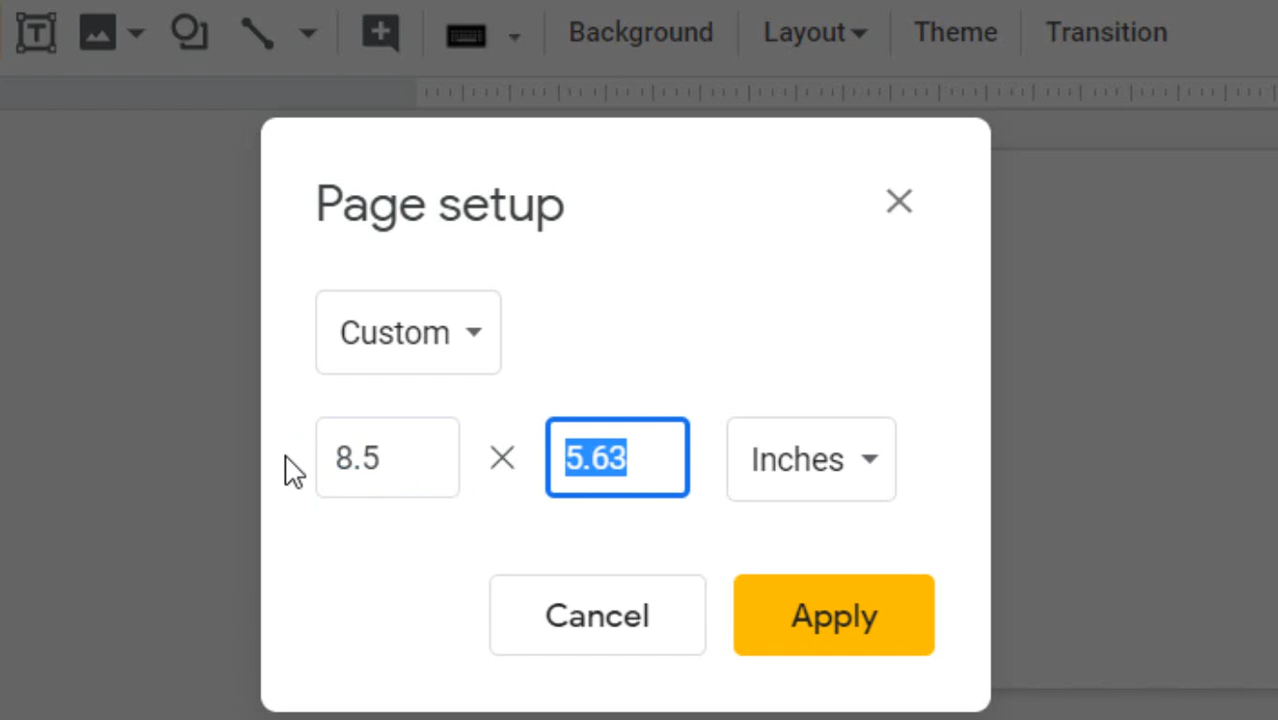 Background Layout Theme Transition
Page setup
Custom
8.5 × 5.63 Inches
Cancel Apply